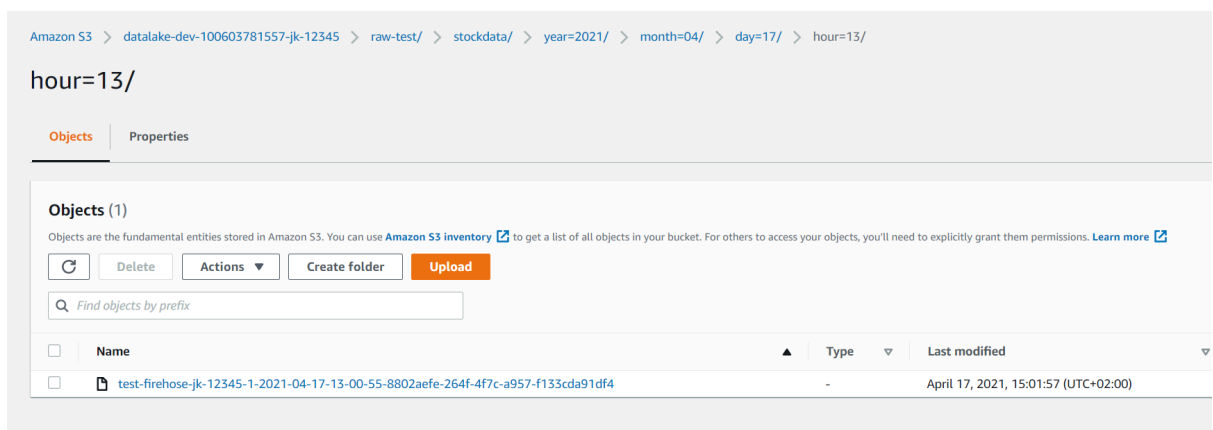 Amazon S3 > datalake-dev-100603781557-jk-12345 > raw-test/ > stockdata/ > year=2021/ > month=04/ > day=17/ > hour=13/
hour=13/
Objects Properties
Objects (1)
Objects are the fundamental entities stored in Amazon S3. You can use Amazon S3 inventory to get a list of all objects in your bucket. For others to access your objects, you'll need to explicitly grant them permissions. Learn more
Delete Actions Create folder Upload
Find objects by prefix
Name Type Last modified
test-firehose-jk-12345-1-2021-04-17-13-00-55-8802aefe-264f-4f7c-a957-f133cda91df4 - April 17, 2021, 15:01:57 (UTC+02:00)